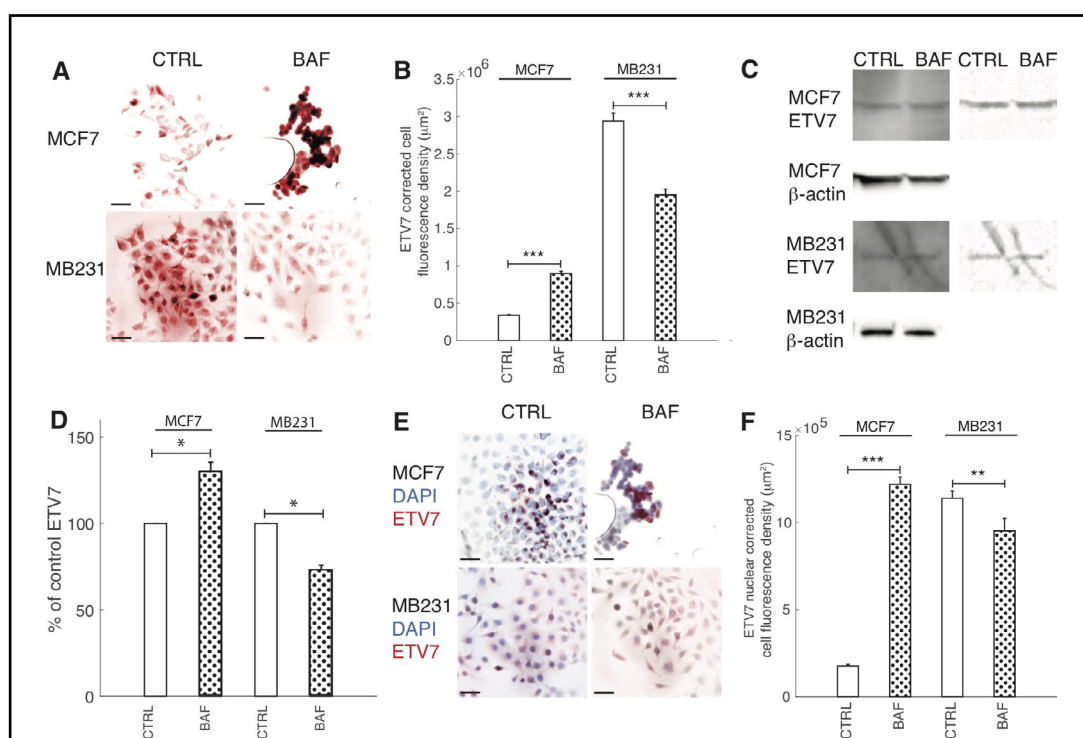 A
CTRL BAF
MCF7
MB231
B
×10⁶
MCF7 MB231
ETV7 corrected cell
fluorescence density (µm²)
3.5
3
2.5
2
1.5
1
0.5
0
***
***
CTRL
BAF
CTRL
BAF
C
CTRL BAF CTRL BAF
MCF7
ETV7
MCF7
β-actin
MB231
ETV7
MB231
β-actin
D
MCF7 MB231
% of control ETV7
150
100
50
0
*
*
CTRL
BAF
CTRL
BAF
E
CTRL BAF
MCF7
DAPI
ETV7
MB231
DAPI
ETV7
F
×10⁵
MCF7 MB231
ETV7 nuclear corrected
cell fluorescence density (µm²)
15
10
5
0
***
**
CTRL
BAF
CTRL
BAF